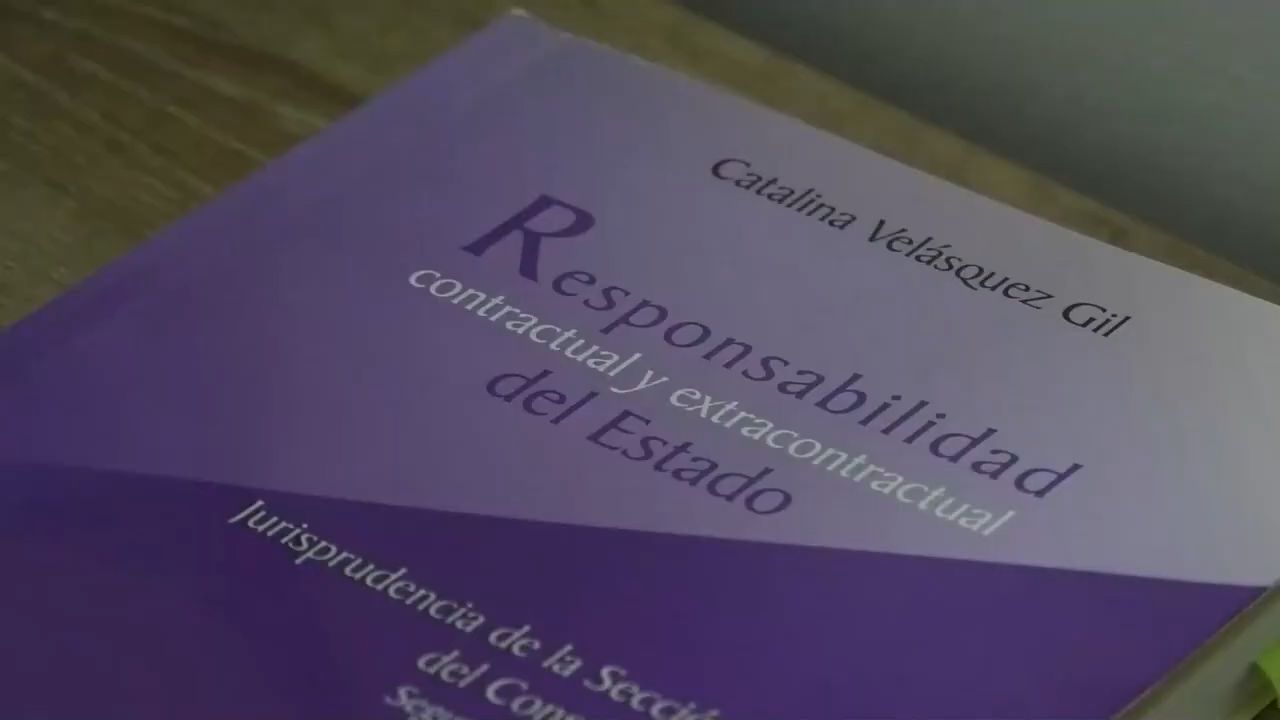 Catalina Velásquez Gil
Responsabilidad
contractual y extracontractual
del Estado
Jurisprudencia de la
del